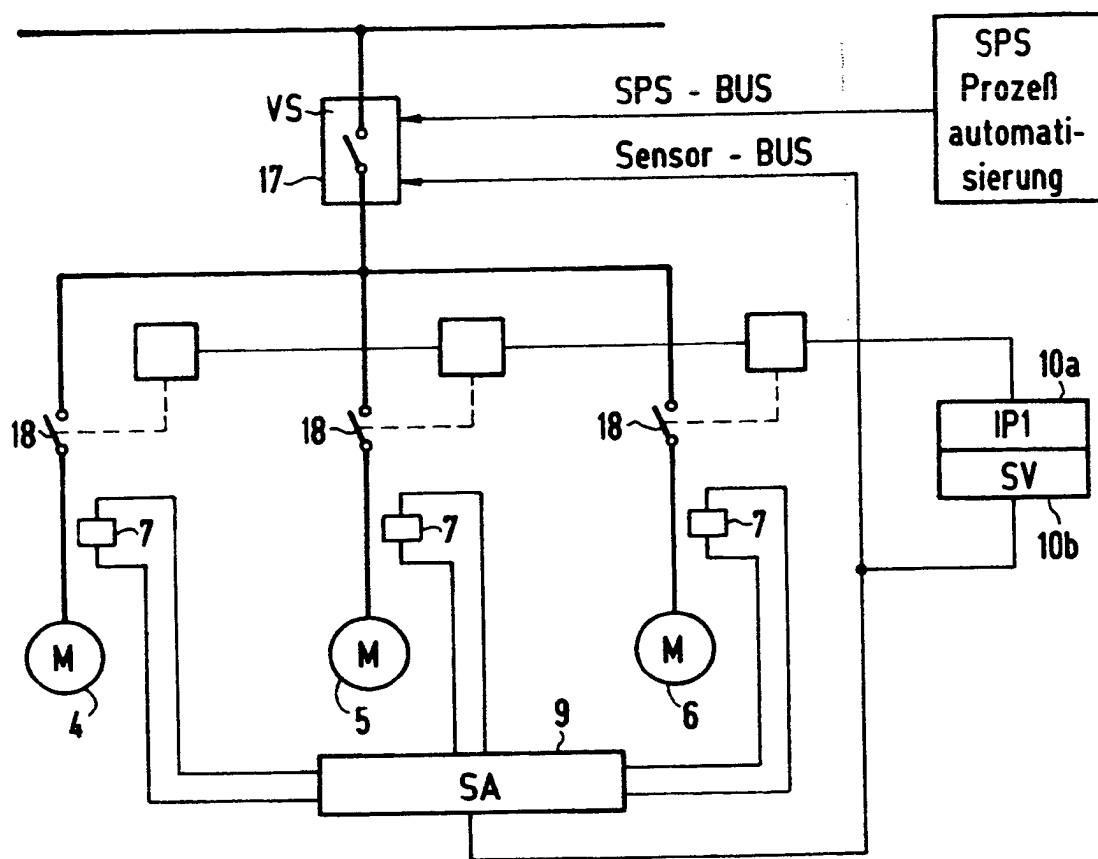 SPS
Prozeß
automati-
sierung
VS
SPS - BUS
Sensor - BUS
17
18
18
18
10a
IP1
SV
10b
7
7
7
M
M
M
4
5
6
9
SA